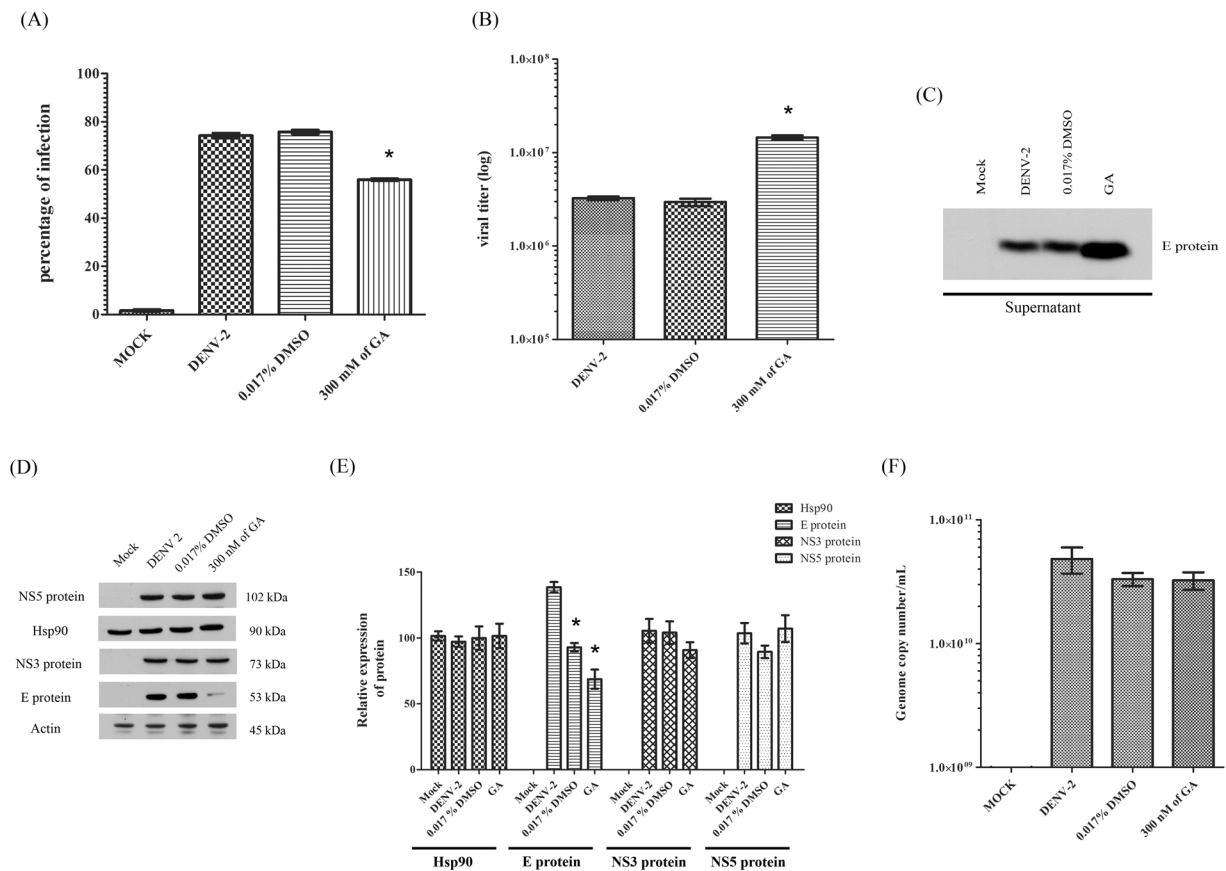 (A)
percentage of infection
100
80
60
40
20
0
*
MOCK
DENV-2
0.017% DMSO
300 mM of GA
(B)
viral titer (log)
1.0×10⁸
1.0×10⁷
1.0×10⁶
1.0×10⁵
*
DENV-2
0.017% DMSO
300 mM of GA
(C)
Mock
DENV-2
0.017% DMSO
GA
E protein
Supernatant
(D)
Mock
DENV 2
0.017% DMSO
300 nM of GA
NS5 protein 102 kDa
Hsp90 90 kDa
NS3 protein 73 kDa
E protein 53 kDa
Actin 45 kDa
(E)
Hsp90
E protein
NS3 protein
NS5 protein
Relative expression
of protein
150
100
50
0
*
*
Mock
DENV-2
0.017 % DMSO
GA
Mock
DENV-2
0.017 % DMSO
GA
Mock
DENV-2
0.017 % DMSO
GA
Mock
DENV-2
0.017 % DMSO
GA
Hsp90
E protein
NS3 protein
NS5 protein
(F)
Genome copy number/mL
1.0×10¹¹
1.0×10¹⁰
1.0×10⁰⁹
MOCK
DENV-2
0.017% DMSO
300 nM of GA